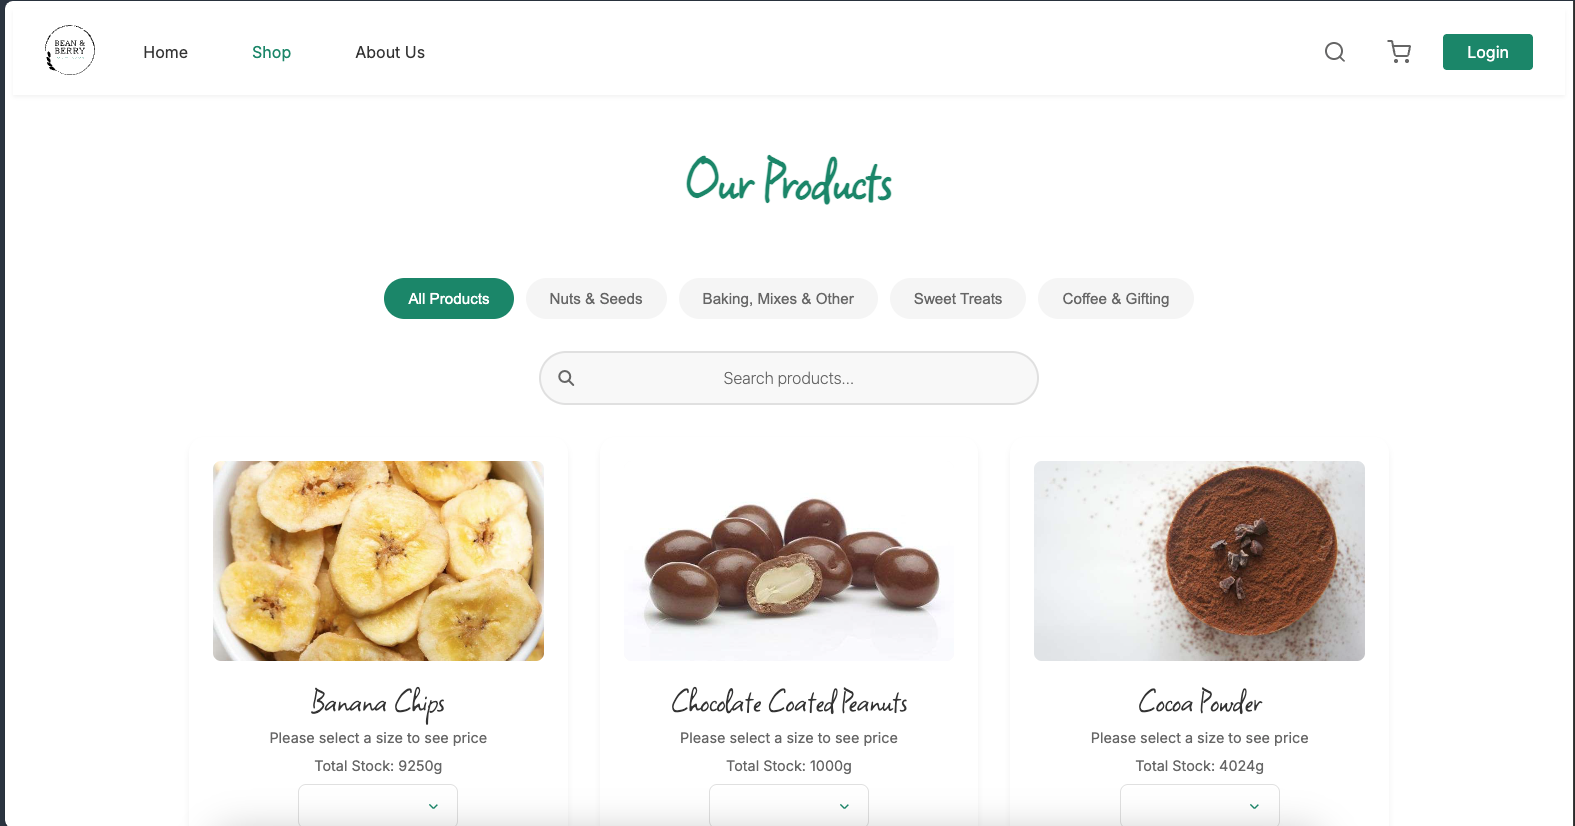 BEAN &
BERRY
Home
Shop
About Us
Login
Our Products
All Products
Nuts & Seeds
Baking, Mixes & Other
Sweet Treats
Coffee & Gifting
Search products...
Banana Chips
Please select a size to see price
Total Stock: 9250g
Chocolate Coated Peanuts
Please select a size to see price
Total Stock: 1000g
Cocoa Powder
Please select a size to see price
Total Stock: 4024g